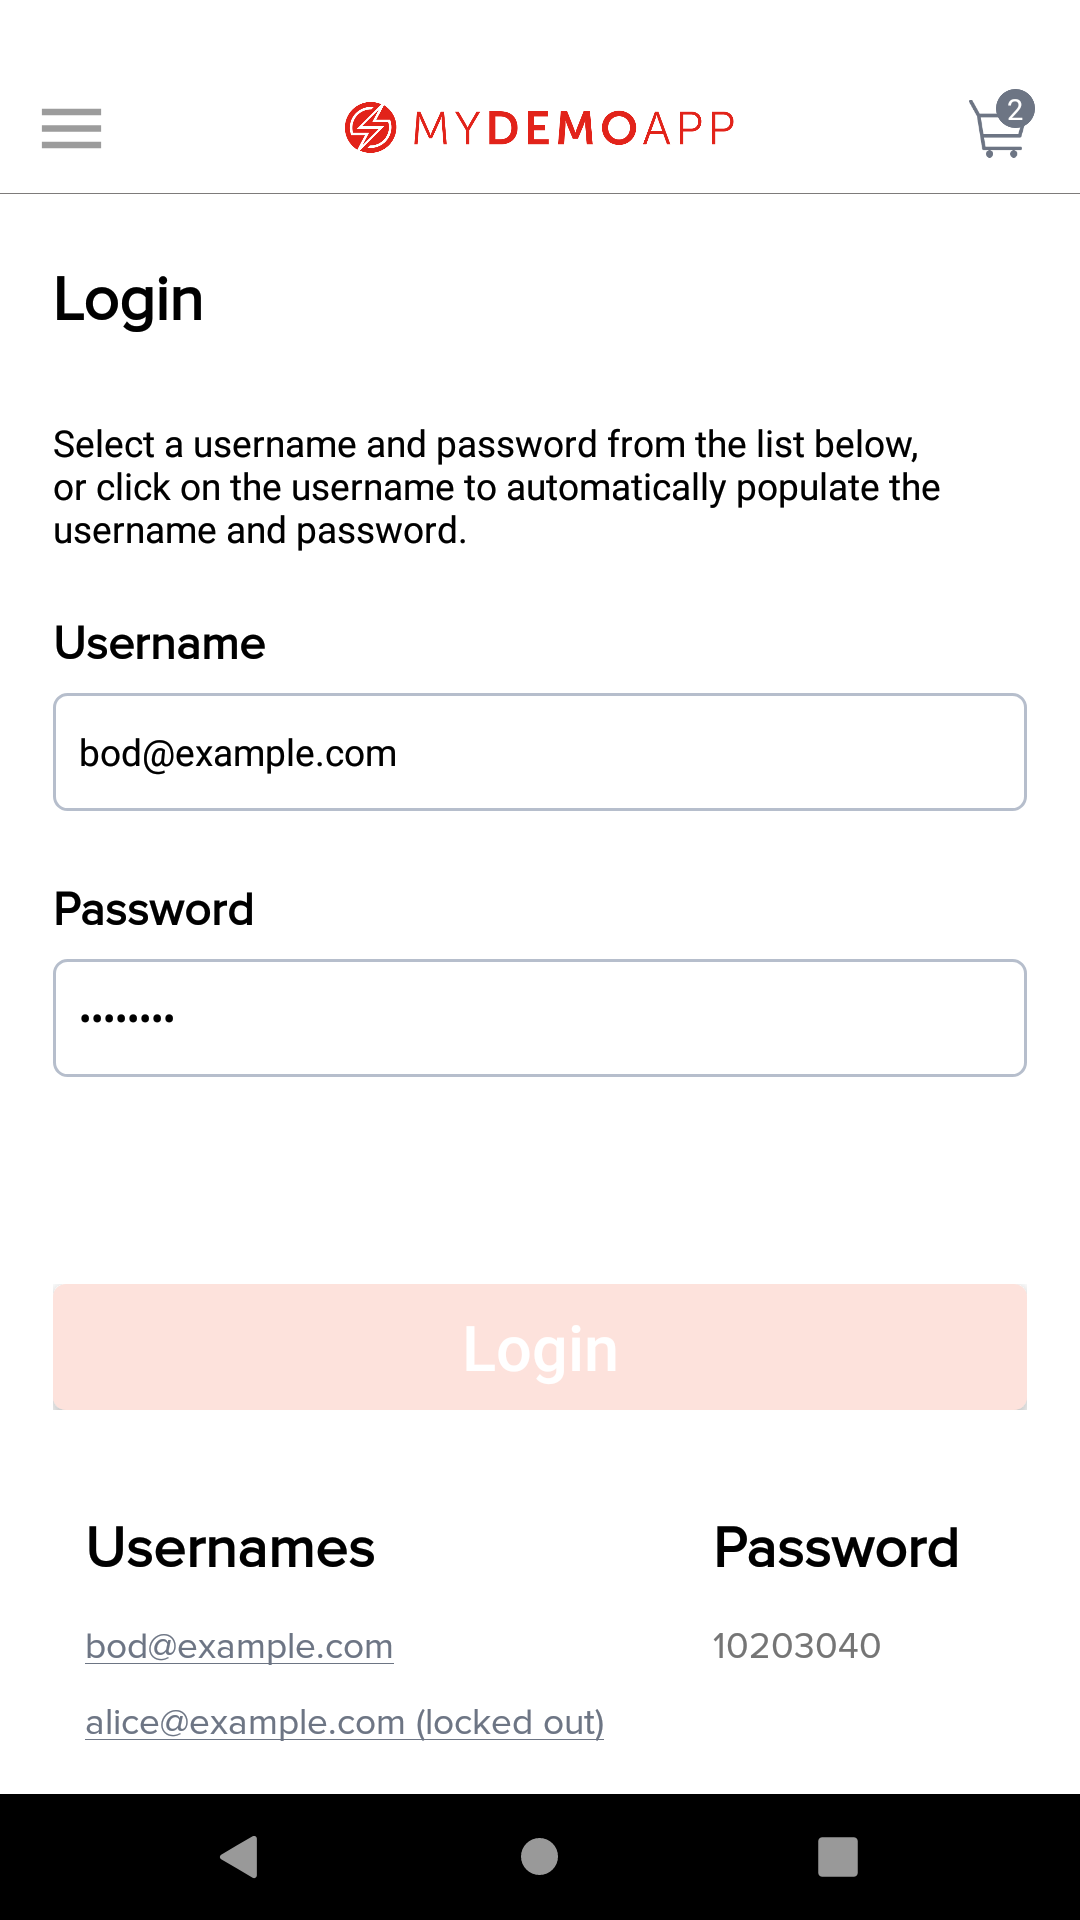 MYDEMOAPP
2
Login
Select a username and password from the list below,
or click on the username to automatically populate the
username and password.
Username
bod@example.com
Password
••••••••
Login
Usernames Password
bod@example.com 10203040
alice@example.com (locked out)